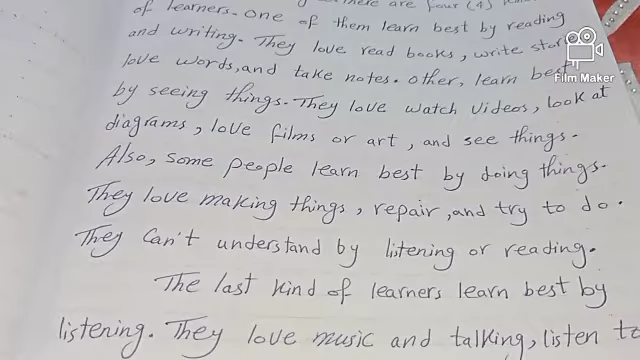 there are four (4)
of learners. One of them learn best by reading
and writing. They love read books, write
love words, and take notes. Other, learn best
by seeing things. They love watch videos, look at
diagrams, love films or art, and see things.
Also, some people learn best by doing things.
They love making things, repair, and try to do.
They can't understand by listening or reading.
The last kind of learners learn best by
listening. They love music and talking, listen to
Film Maker